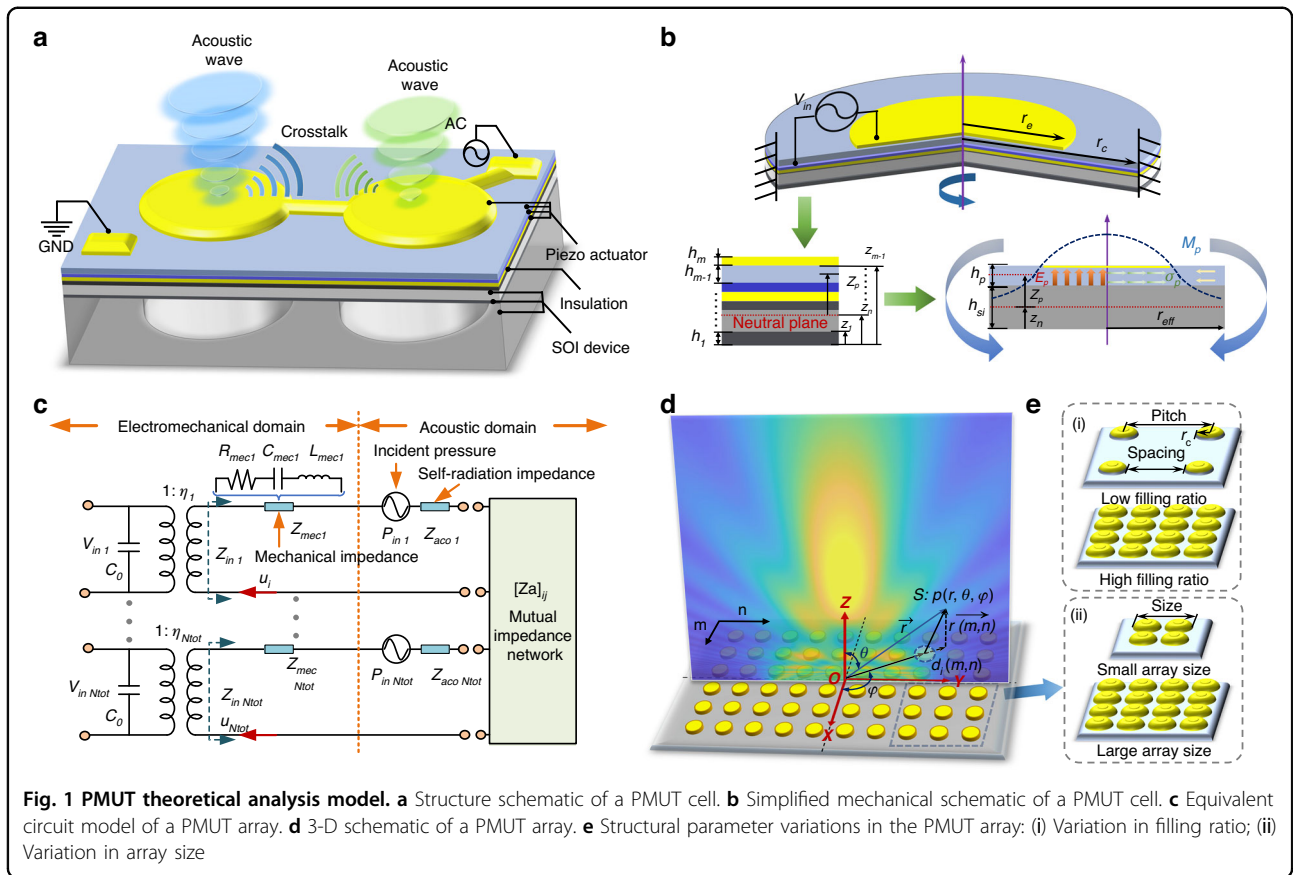 a
Acoustic
wave
Acoustic
wave
Crosstalk
AC
GND
Piezo actuator
Insulation
SOI device
b
V_in
r_e
r_c
h_m
h_m-1
h_1
z_m-1
Z_p
z_n
z_1
Neutral plane
M_p
h_p
E_p
σ_p
Z_p
h_si
z_n
r_eff
c
Electromechanical domain
Acoustic domain
R_mec1
C_mec1
L_mec1
Incident pressure
Self-radiation impedance
1: η_1
V_in 1
C_0
Z_in 1
Z_mec1
Mechanical impedance
P_in 1
Z_aco 1
u_i
[Za]_ij
Mutual
impedance
network
1: η_Ntot
V_in Ntot
C_0
Z_in Ntot
Z_mec
Ntot
P_in Ntot
Z_aco Ntot
u_Ntot
d
m
n
Z
S: p(r, θ, φ)
r
r (m,n)
θ
d_i(m,n)
O
φ
Y
X
e
(i)
Pitch
r_c
Spacing
Low filling ratio
High filling ratio
(ii)
Size
Small array size
Large array size
Fig. 1 PMUT theoretical analysis model. a Structure schematic of a PMUT cell. b Simplified mechanical schematic of a PMUT cell. c Equivalent
circuit model of a PMUT array. d 3-D schematic of a PMUT array. e Structural parameter variations in the PMUT array: (i) Variation in filling ratio; (ii)
Variation in array size